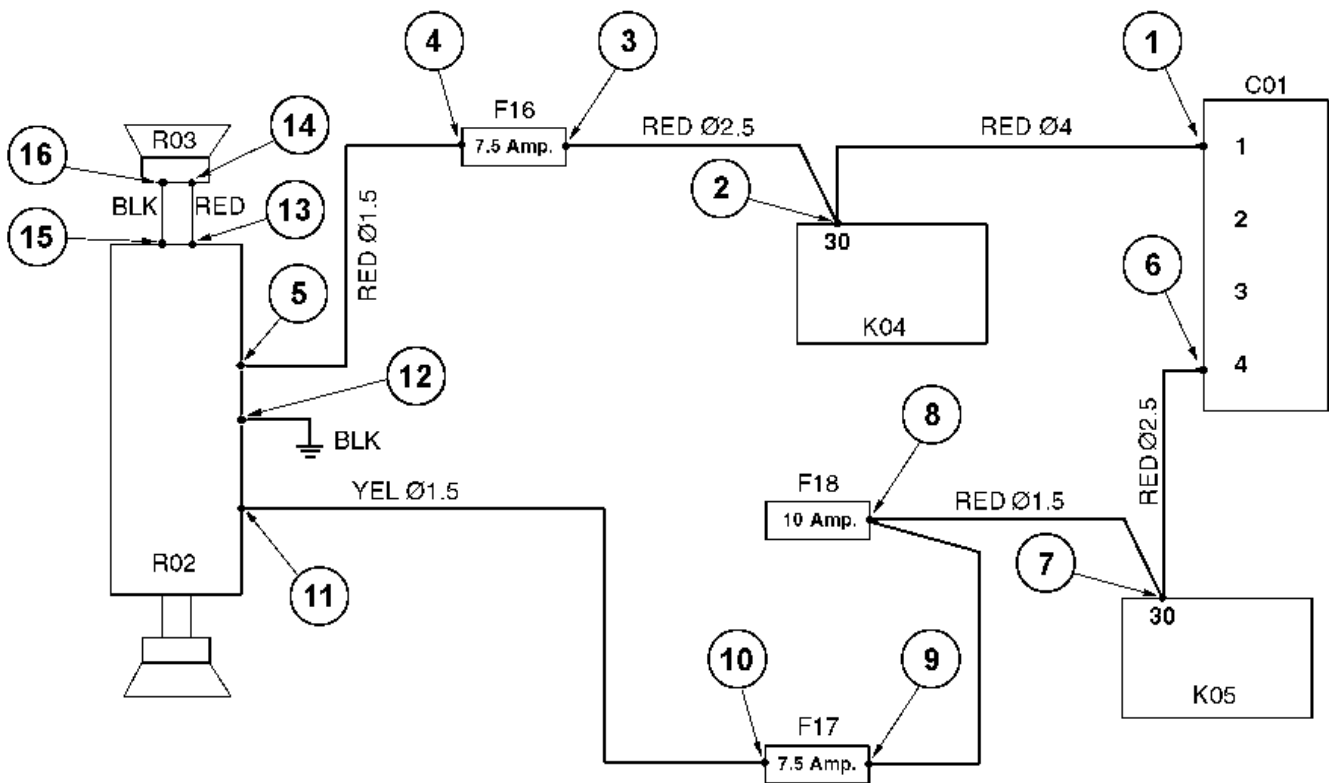 4
3
1
C01
F16
7.5 Amp.
RED Ø2.5
RED Ø4
1
R03
14
16
BLK
RED
13
15
2
2
30
K04
RED Ø1.5
5
6
3
4
12
BLK
8
RED Ø2.5
YEL Ø1.5
F18
10 Amp.
RED Ø1.5
7
R02
11
30
K05
10
9
F17
7.5 Amp.